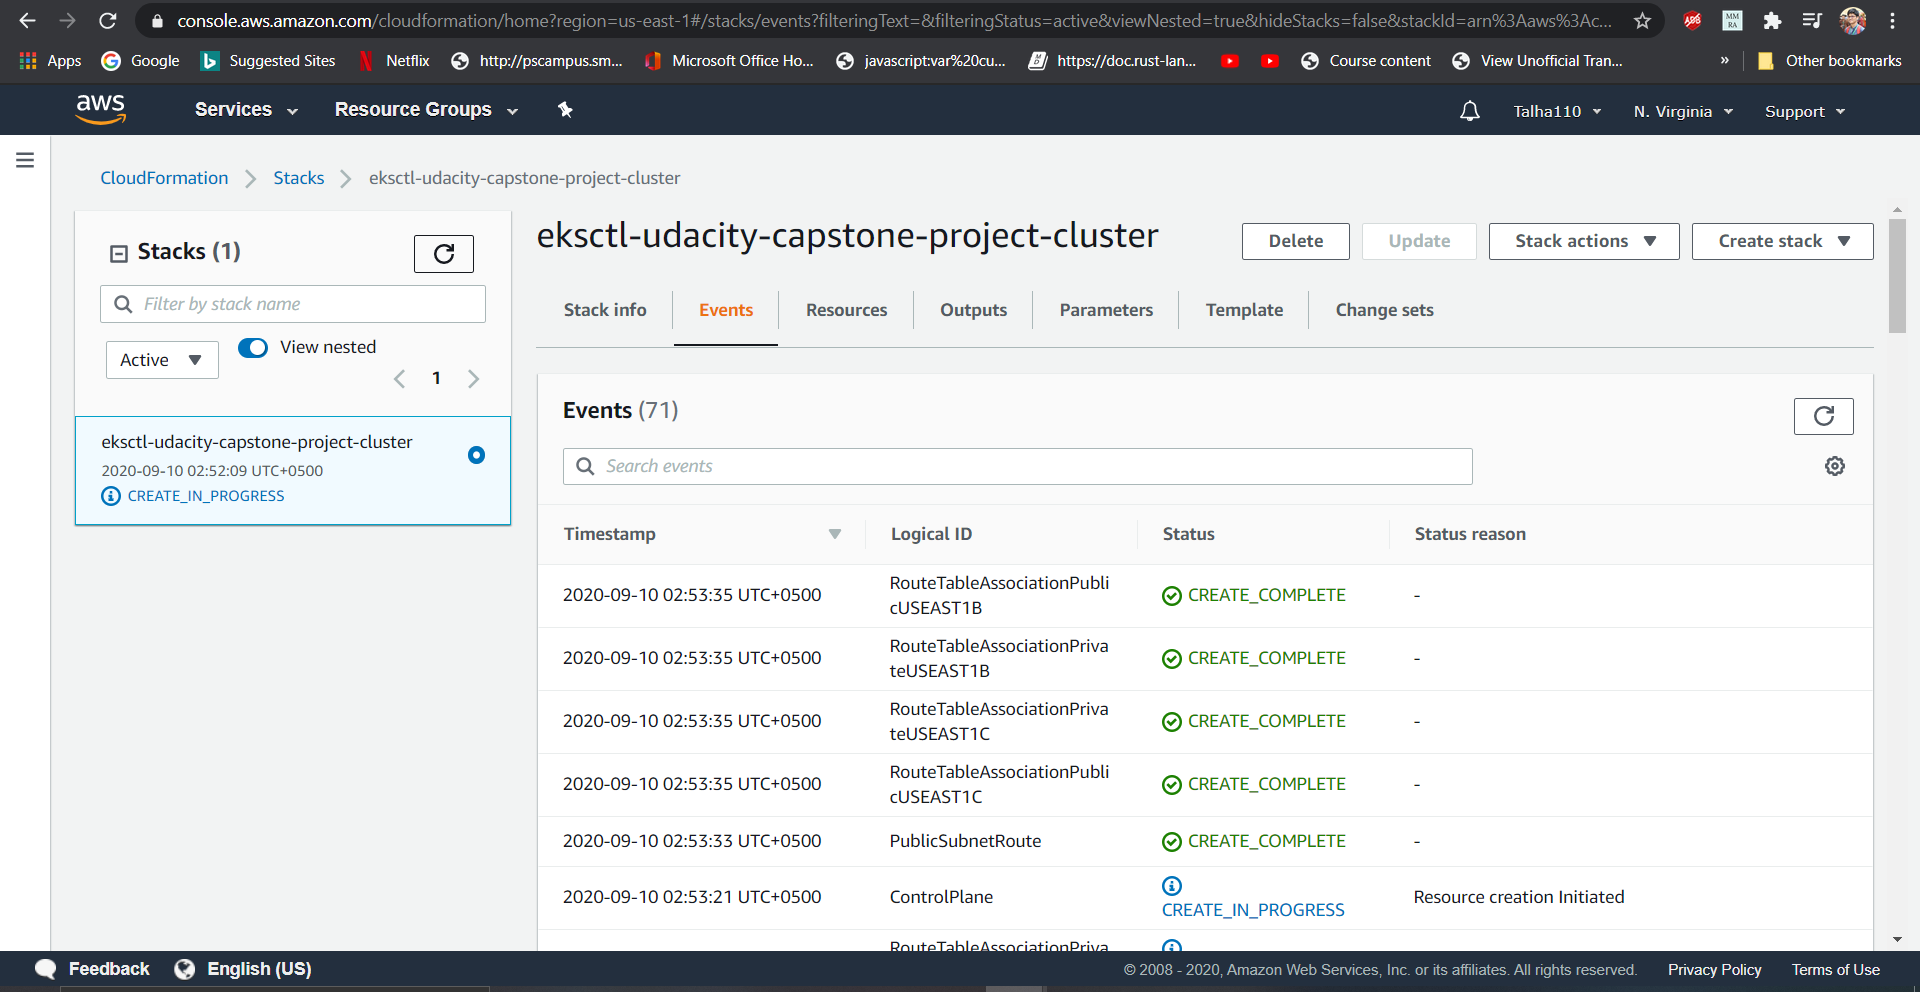 console.aws.amazon.com/cloudformation/home?region=us-east-1#/stacks/events?filteringText=&filteringStatus=active&viewNested=true&hideStacks=false&stackId=arn%3Aaws%3Ac...
Apps Google Suggested Sites Netflix http://pscampus.sm... Microsoft Office Ho... javascript:var%20cu... https://doc.rust-lan... Course content View Unofficial Tran... » Other bookmarks
aws Services Resource Groups Talha110 N. Virginia Support
CloudFormation Stacks eksctl-udacity-capstone-project-cluster
Stacks (1)
Filter by stack name
Active View nested
1
eksctl-udacity-capstone-project-cluster
2020-09-10 02:52:09 UTC+0500
CREATE_IN_PROGRESS
eksctl-udacity-capstone-project-cluster
Delete Update Stack actions Create stack
Stack info Events Resources Outputs Parameters Template Change sets
Events (71)
Search events
Timestamp Logical ID Status Status reason
2020-09-10 02:53:35 UTC+0500 RouteTableAssociationPubli
cUSEAST1B CREATE_COMPLETE -
2020-09-10 02:53:35 UTC+0500 RouteTableAssociationPriva
teUSEAST1B CREATE_COMPLETE -
2020-09-10 02:53:35 UTC+0500 RouteTableAssociationPriva
teUSEAST1C CREATE_COMPLETE -
2020-09-10 02:53:35 UTC+0500 RouteTableAssociationPubli
cUSEAST1C CREATE_COMPLETE -
2020-09-10 02:53:33 UTC+0500 PublicSubnetRoute CREATE_COMPLETE -
2020-09-10 02:53:21 UTC+0500 ControlPlane CREATE_IN_PROGRESS Resource creation Initiated
RouteTableAssociationPriva
Feedback English (US) © 2008 - 2020, Amazon Web Services, Inc. or its affiliates. All rights reserved. Privacy Policy Terms of Use